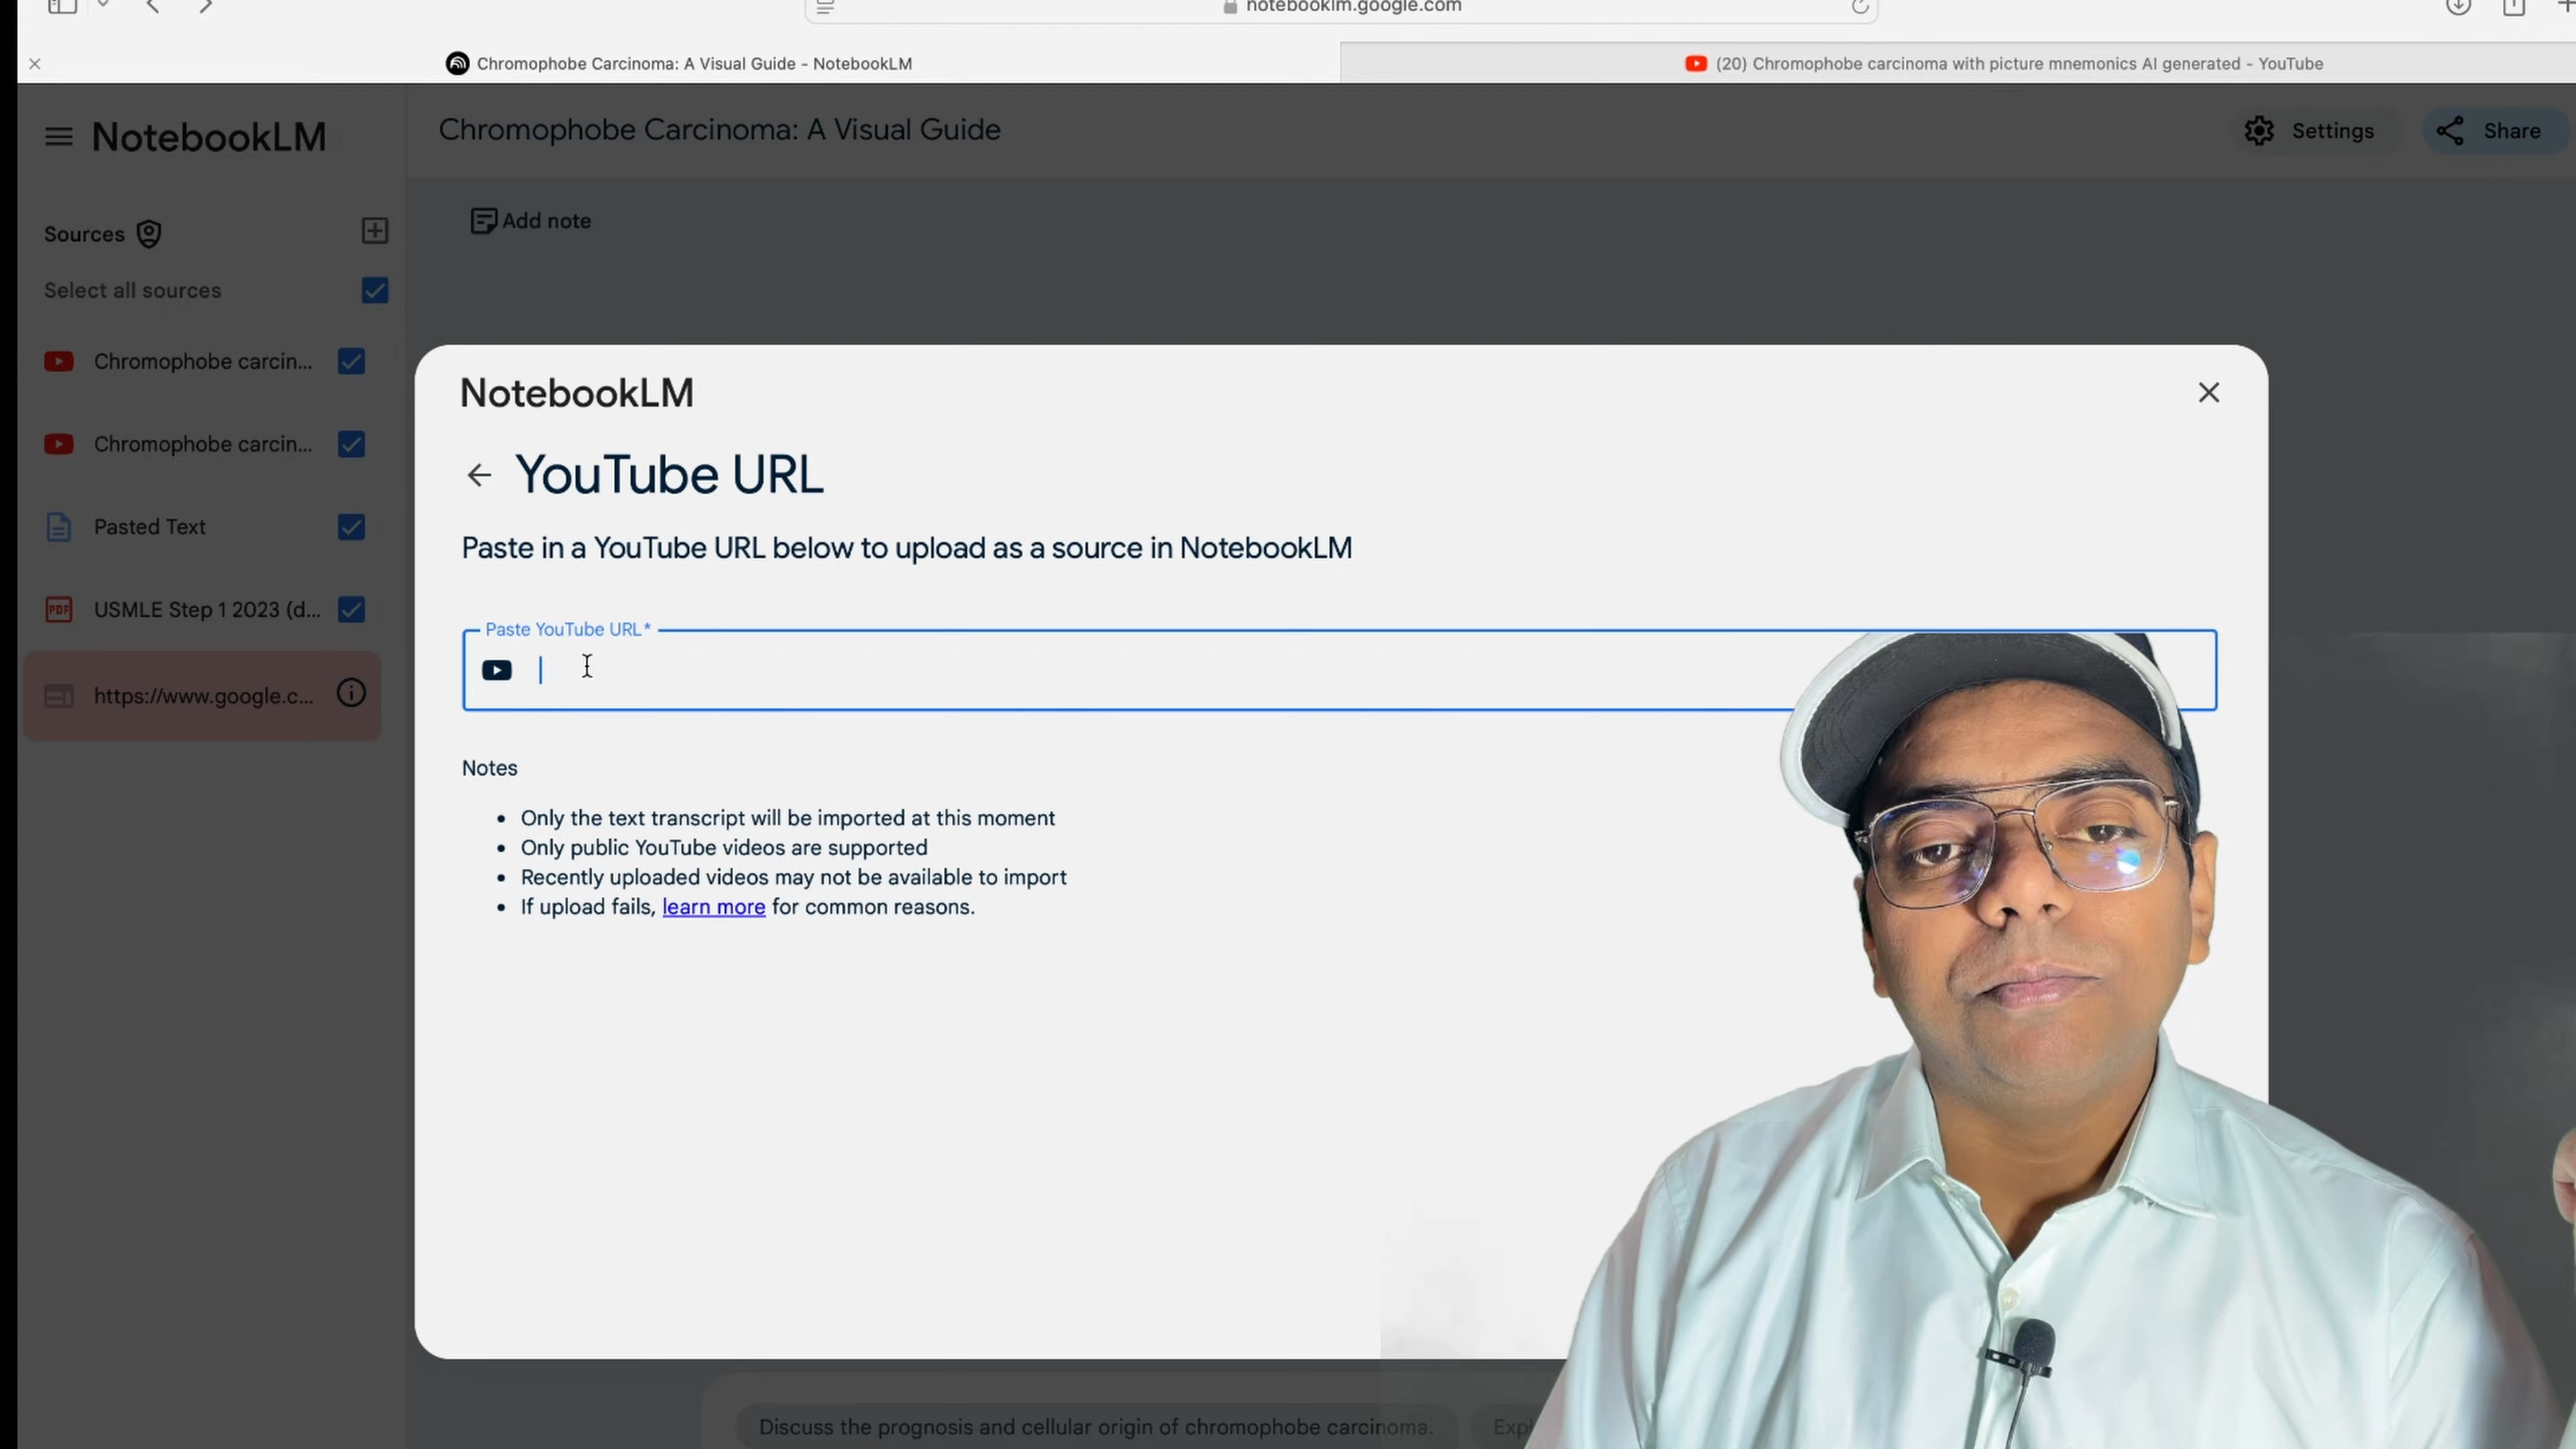 notebooklm.google.com
Chromophobe Carcinoma: A Visual Guide - NotebookLM
(20) Chromophobe carcinoma with picture mnemonics AI generated - YouTube
NotebookLM
Chromophobe Carcinoma: A Visual Guide
Settings
Share
Sources
Add note
Select all sources
Chromophobe carcin...
Chromophobe carcin...
Pasted Text
USMLE Step 1 2023 (d...
PDF
https://www.google.c...
NotebookLM
YouTube URL
Paste in a YouTube URL below to upload as a source in NotebookLM
Paste YouTube URL*
Notes
• Only the text transcript will be imported at this moment
• Only public YouTube videos are supported
• Recently uploaded videos may not be available to import
• If upload fails, learn more for common reasons.
Discuss the prognosis and cellular origin of chromophobe carcinoma.